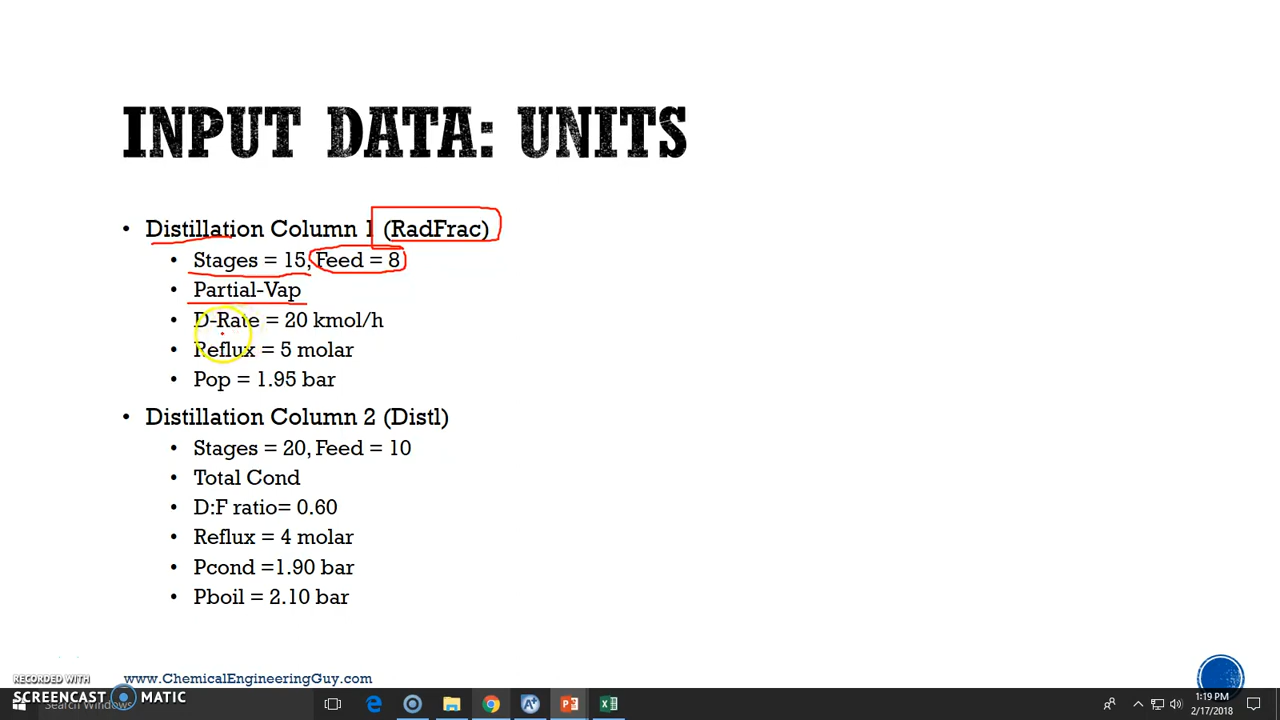 INPUT DATA: UNITS
• Distillation Column 1 (RadFrac)
• Stages = 15, Feed = 8
• Partial-Vap
• D-Rate = 20 kmol/h
• Reflux = 5 molar
• Pop = 1.95 bar
• Distillation Column 2 (Distl)
• Stages = 20, Feed = 10
• Total Cond
• D:F ratio= 0.60
• Reflux = 4 molar
• Pcond =1.90 bar
• Pboil = 2.10 bar
www.ChemicalEngineeringGuy.com
RECORDED WITH
SCREENCAST MATIC
Search Windows
1:19 PM
2/17/2018